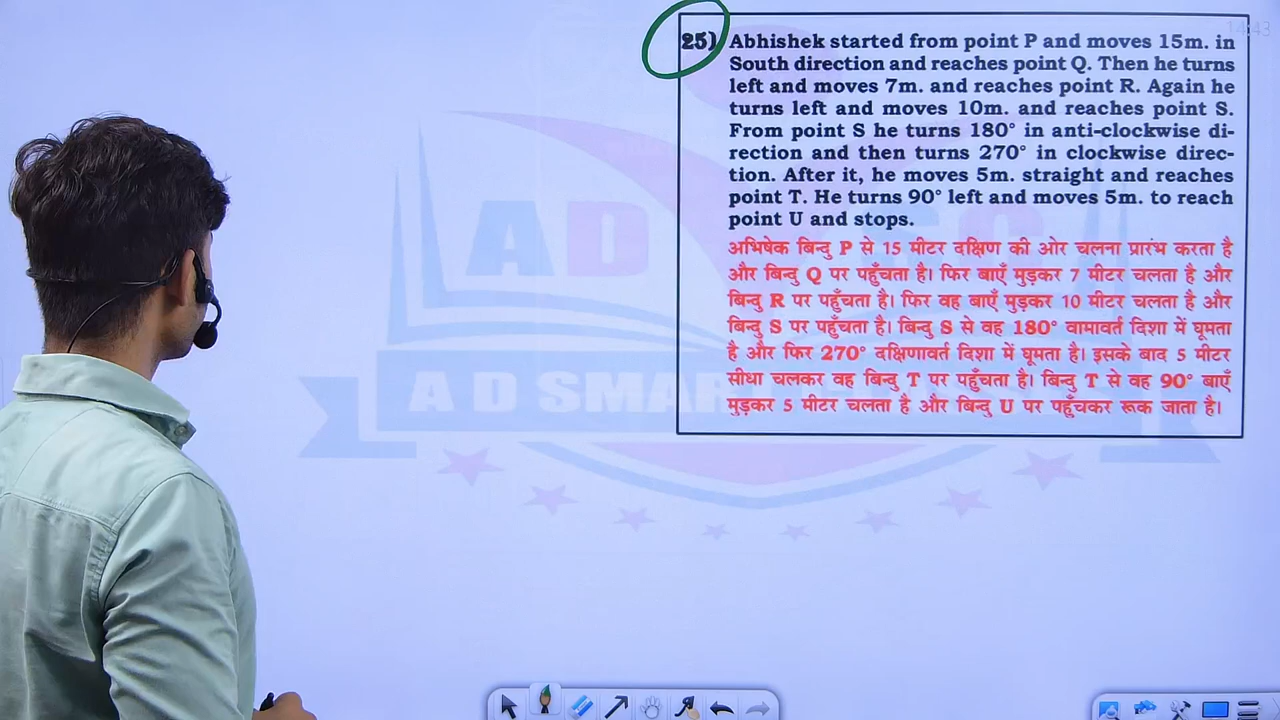 14:43
25) Abhishek started from point P and moves 15m. in
South direction and reaches point Q. Then he turns
left and moves 7m. and reaches point R. Again he
turns left and moves 10m. and reaches point S.
From point S he turns 180° in anti-clockwise di-
rection and then turns 270° in clockwise direc-
tion. After it, he moves 5m. straight and reaches
point T. He turns 90° left and moves 5m. to reach
point U and stops.
अभिषेक बिन्दु P से 15 मीटर दक्षिण की ओर चलना प्रारंभ करता है
और बिन्दु Q पर पहुँचता है। फिर बाएँ मुड़कर 7 मीटर चलता है और
बिन्दु R पर पहुँचता है। फिर वह बाएँ मुड़कर 10 मीटर चलता है और
बिन्दु S पर पहुँचता है। बिन्दु S से वह 180° वामावर्त दिशा में घूमता
है और फिर 270° दक्षिणावर्त दिशा में घूमता है। इसके बाद 5 मीटर
सीधा चलकर वह बिन्दु T पर पहुँचता है। बिन्दु T से वह 90° बाएँ
मुड़कर 5 मीटर चलता है और बिन्दु U पर पहुँचकर रूक जाता है।
AD
A D SMAR